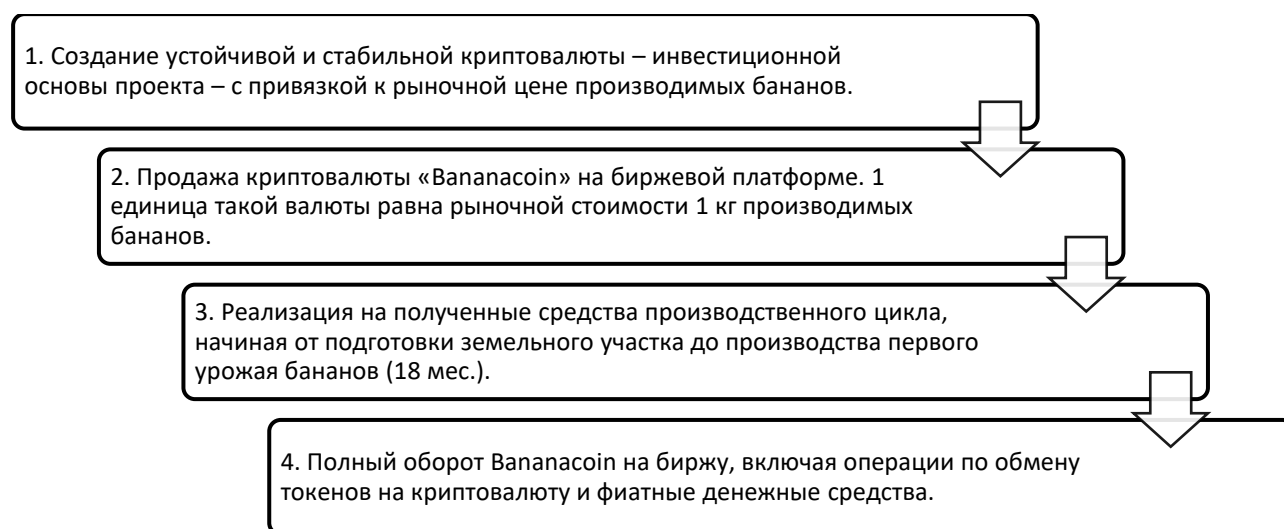 1. Создание устойчивой и стабильной криптовалюты – инвестиционной
основы проекта – с привязкой к рыночной цене производимых бананов.
2. Продажа криптовалюты «Bananacoin» на биржевой платформе. 1
единица такой валюты равна рыночной стоимости 1 кг производимых
бананов.
3. Реализация на полученные средства производственного цикла,
начиная от подготовки земельного участка до производства первого
урожая бананов (18 мес.).
4. Полный оборот Bananacoin на биржу, включая операции по обмену
токенов на криптовалюту и фиатные денежные средства.